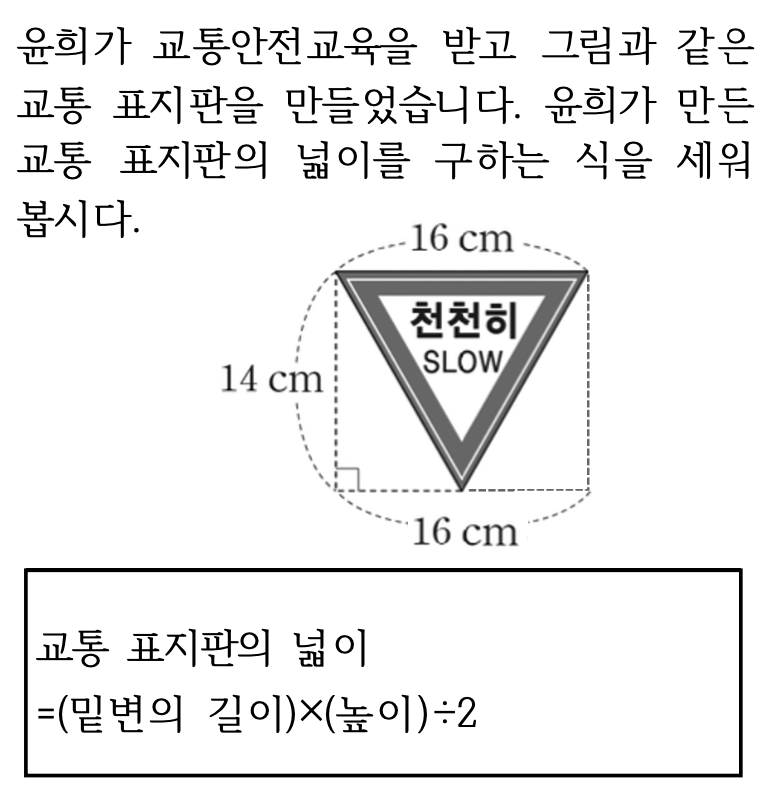 윤희가 교통안전교육을 받고 그림과 같은
교통 표지판을 만들었습니다. 윤희가 만든
교통 표지판의 넓이를 구하는 식을 세워
봅시다.
16 cm
천천히
SLOW
14 cm
16 cm
교통 표지판의 넓이
=(밑변의 길이)×(높이)÷2